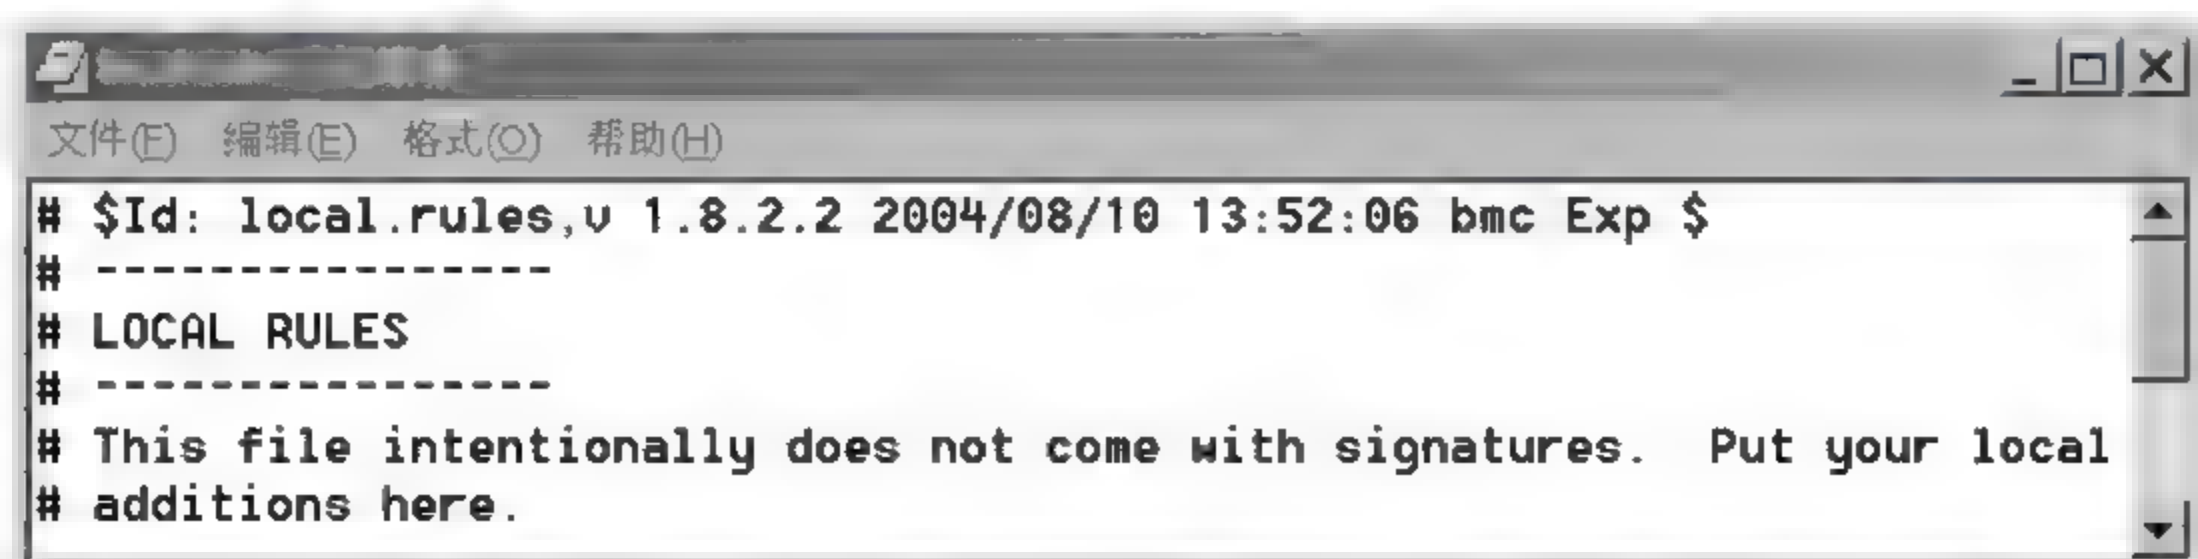 文件(F) 编辑(E) 格式(O) 帮助(H)
# $Id: local.rules,v 1.8.2.2 2004/08/10 13:52:06 bmc Exp $
# ----------------
# LOCAL RULES
# ----------------
# This file intentionally does not come with signatures.  Put your local
# additions here.